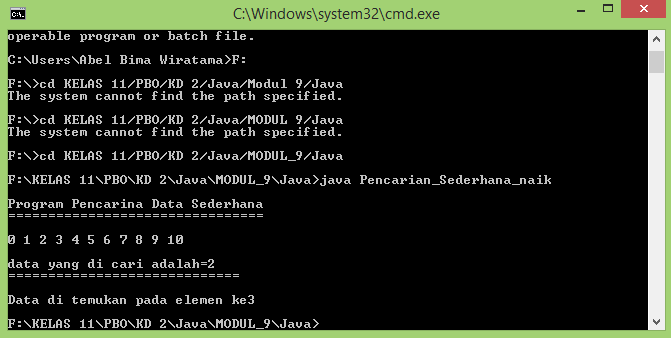 C:\Windows\system32\cmd.exe
C:\.
operable program or batch file.
C:\Users\Abel Bima Wiratama>F:
F:\>cd KELAS 11/PBO/KD 2/Java/Modul 9/Java
The system cannot find the path specified.
F:\>cd KELAS 11/PBO/KD 2/Java/MODUL 9/Java
The system cannot find the path specified.
F:\>cd KELAS 11/PBO/KD 2/Java/MODUL_9/Java
F:\KELAS 11\PBO\KD 2\Java\MODUL_9\Java>java Pencarian_Sederhana_naik
Program Pencarina Data Sederhana
================================
0 1 2 3 4 5 6 7 8 9 10
data yang di cari adalah=2
=============================
Data di temukan pada elemen ke3
F:\KELAS 11\PBO\KD 2\Java\MODUL_9\Java>